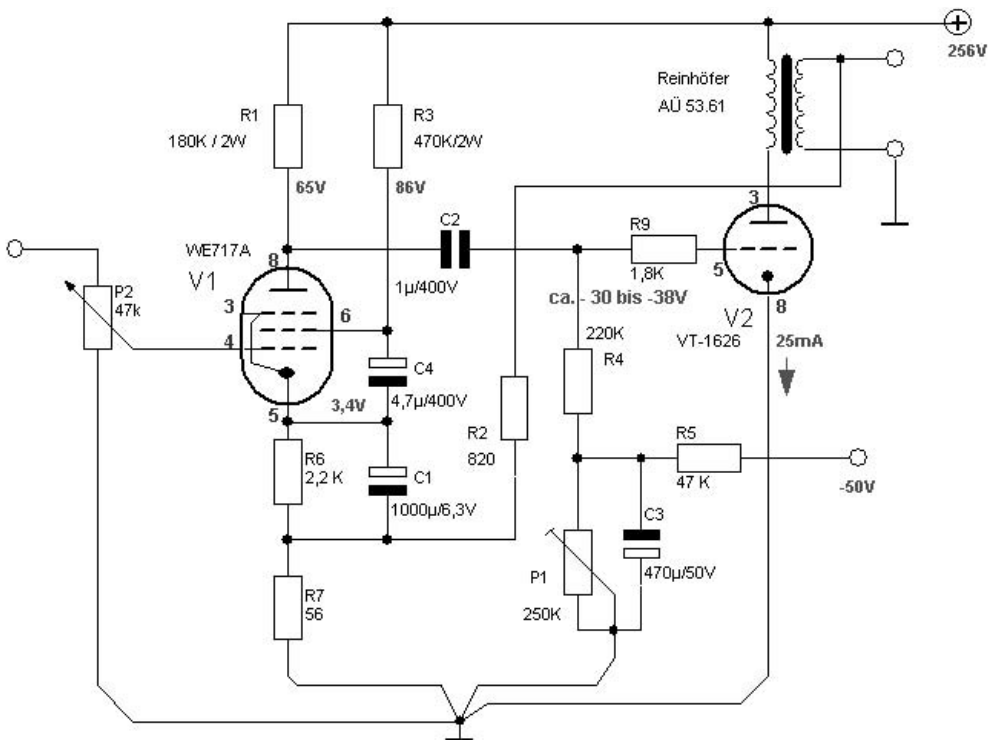 256V
Reinhöfer
AÜ 53.61
R1
180K / 2W
R3
470K/2W
65V
86V
3
C2
R9
WE717A
V1
8
5
1µ/400V
1,8K
P2
47k
3
6
ca. - 30 bis -38V
8
V2
4
220K
VT-1626
25mA
R4
C4
5
3,4V
4,7µ/400V
R2
820
R5
R6
2,2 K
C1
47 K
-50V
1000µ/6,3V
C3
P1
470µ/50V
R7
56
250K